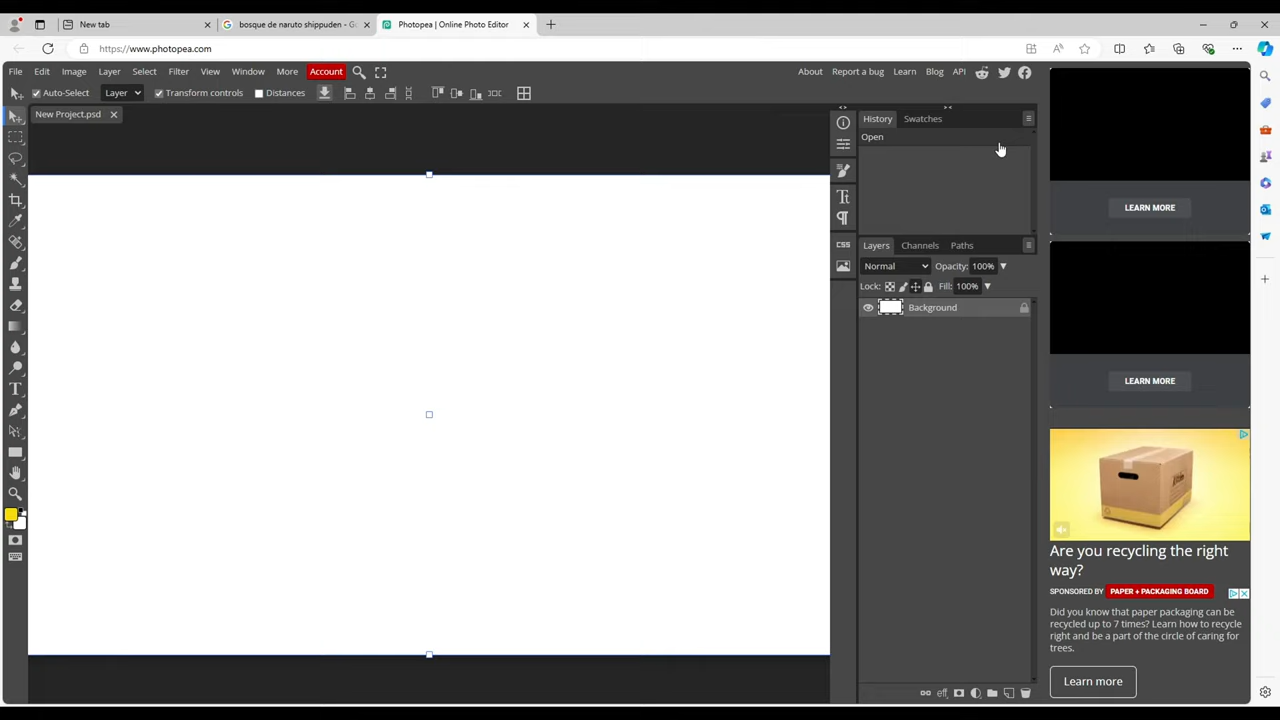 New tab
bosque de naruto shippuden - G
Photopea | Online Photo Editor
https://www.photopea.com
File Edit Image Layer Select Filter View Window More Account
About Report a bug Learn Blog API
Auto-Select Layer Transform controls Distances
New Project.psd
History Swatches
Open
CSS
Layers Channels Paths
Normal Opacity: 100%
Lock: Fill: 100%
Background
eff
LEARN MORE
LEARN MORE
Are you recycling the right
way?
SPONSORED BY PAPER + PACKAGING BOARD
Did you know that paper packaging can be
recycled up to 7 times? Learn how to recycle
right and be a part of the circle of caring for
trees.
Learn more